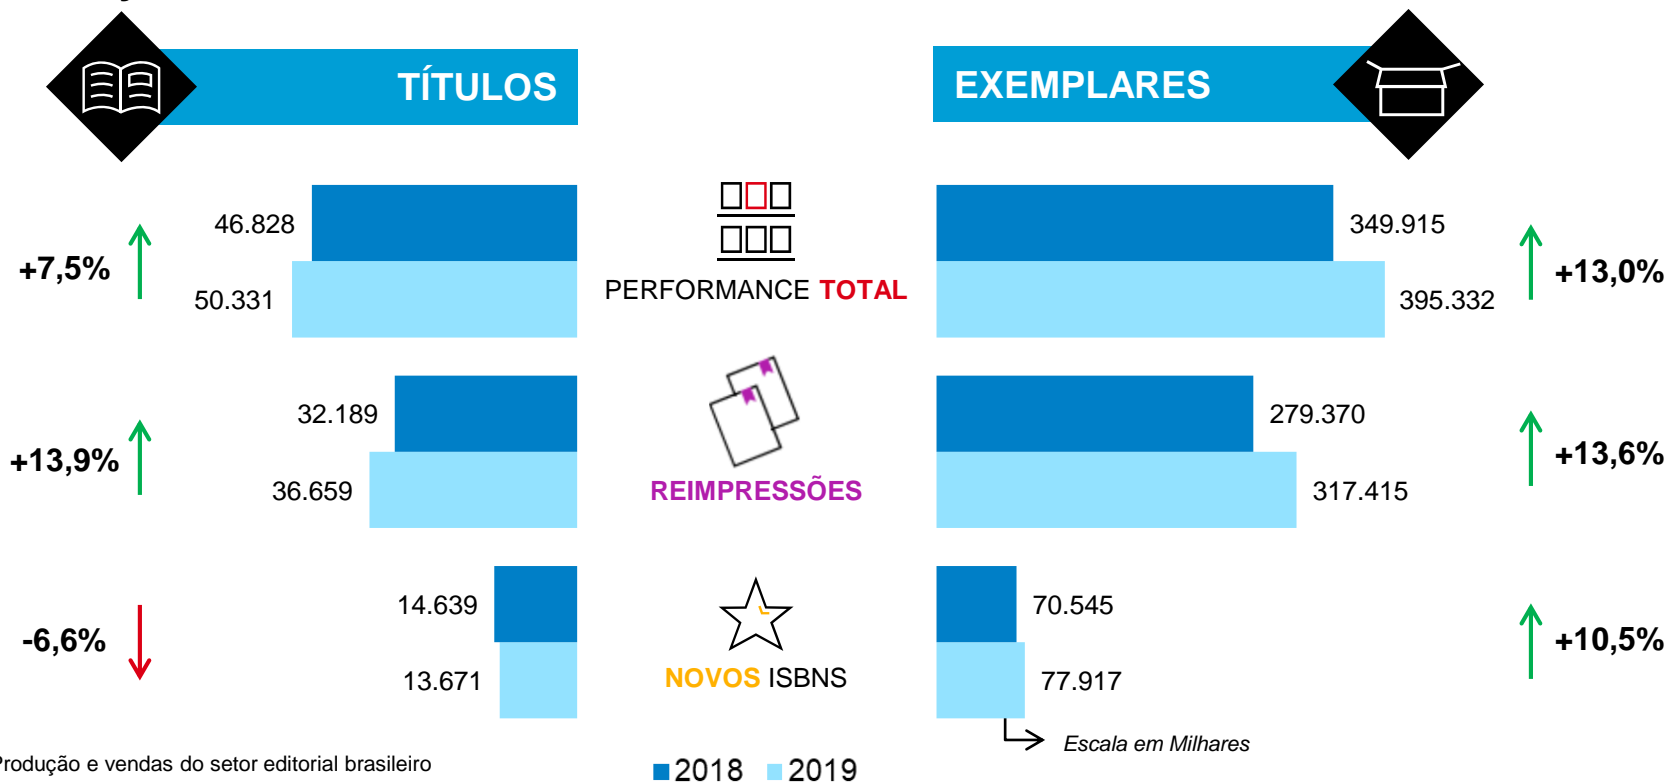 TÍTULOS
EXEMPLARES
46.828
50.331
+7,5%
PERFORMANCE TOTAL
349.915
395.332
+13,0%
32.189
36.659
+13,9%
REIMPRESSÕES
279.370
317.415
+13,6%
14.639
13.671
-6,6%
NOVOS ISBNS
70.545
77.917
+10,5%
Escala em Milhares
Produção e vendas do setor editorial brasileiro
2018 2019